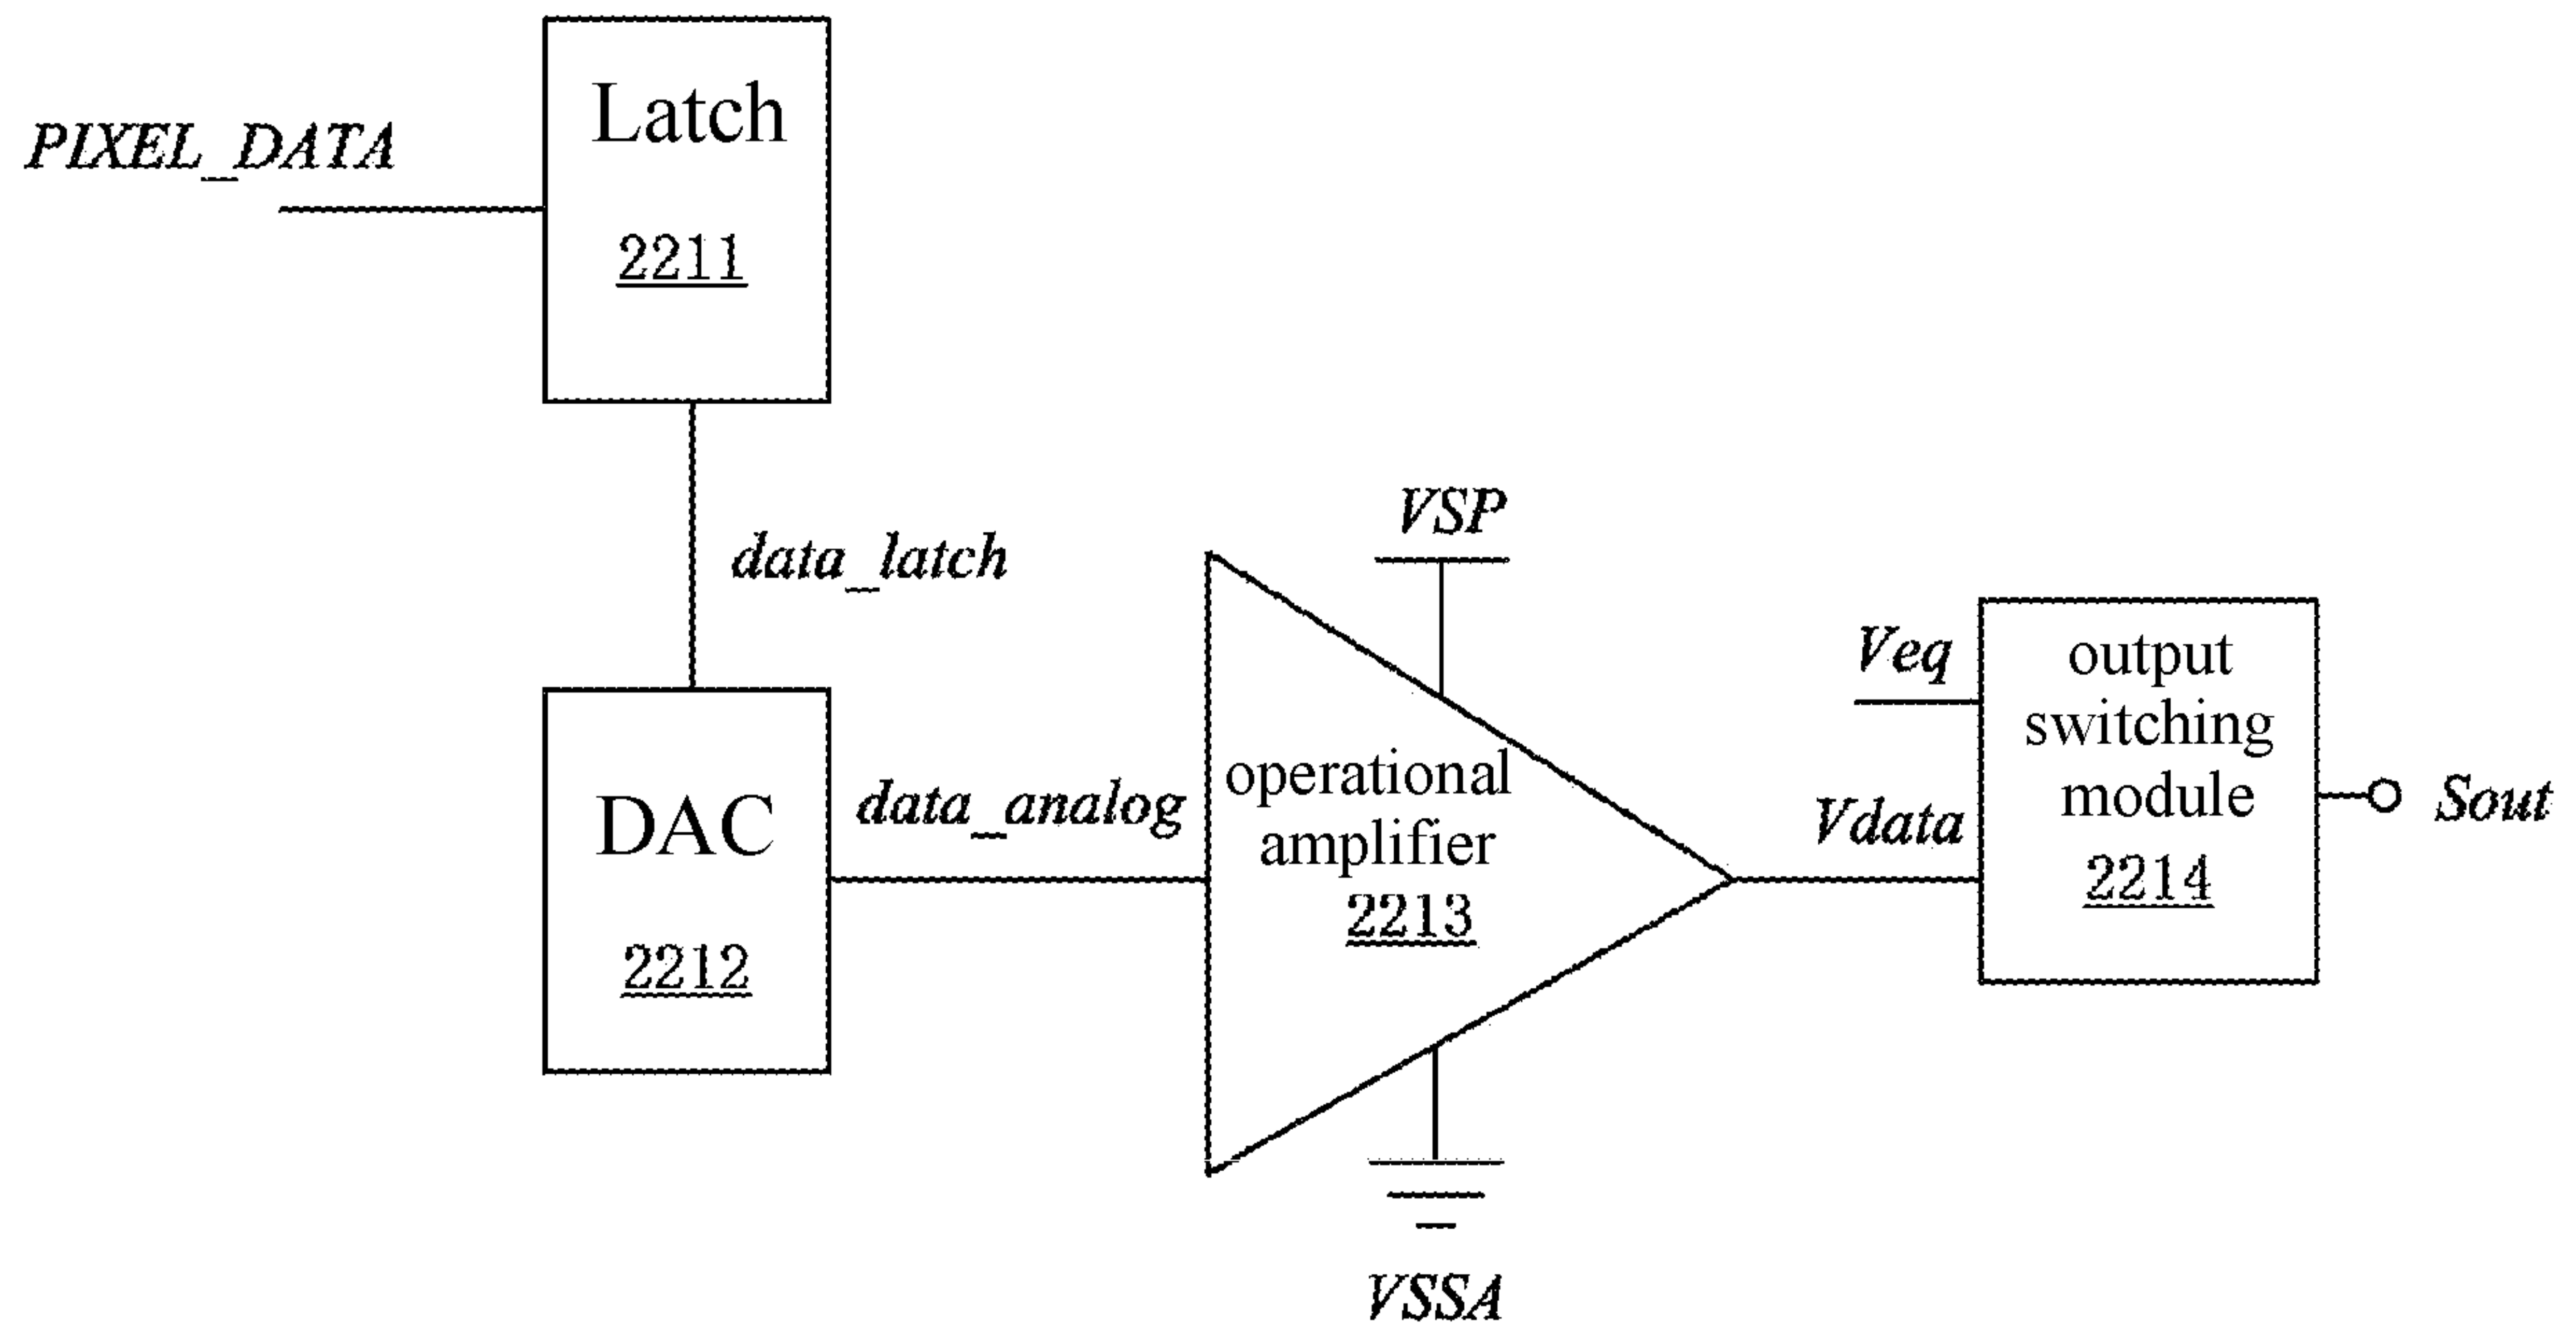 Latch
PIXEL_DATA
2211
VSP
data_latch
Veq
output
switching
module
2214
operational
amplifier
2213
data_analog
DAC
2212
Vdata
Sout
VSSA